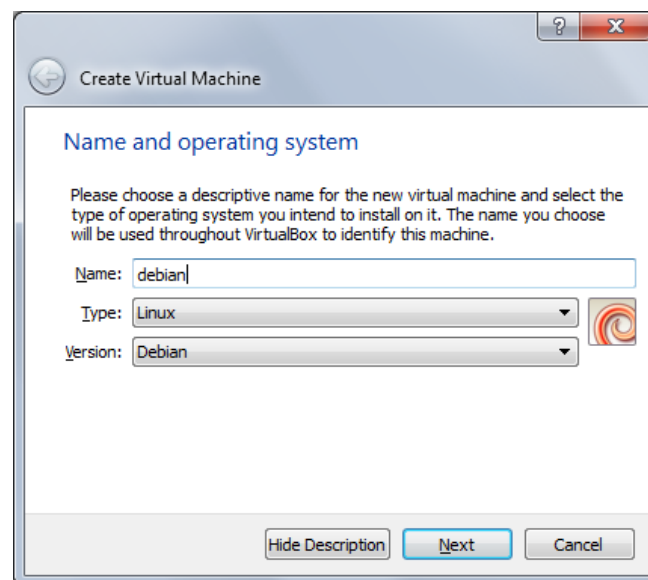 ?
X
Create Virtual Machine
Name and operating system
Please choose a descriptive name for the new virtual machine and select the
type of operating system you intend to install on it. The name you choose
will be used throughout VirtualBox to identify this machine.
Name: debian
Type: Linux
Version: Debian
Hide Description Next Cancel